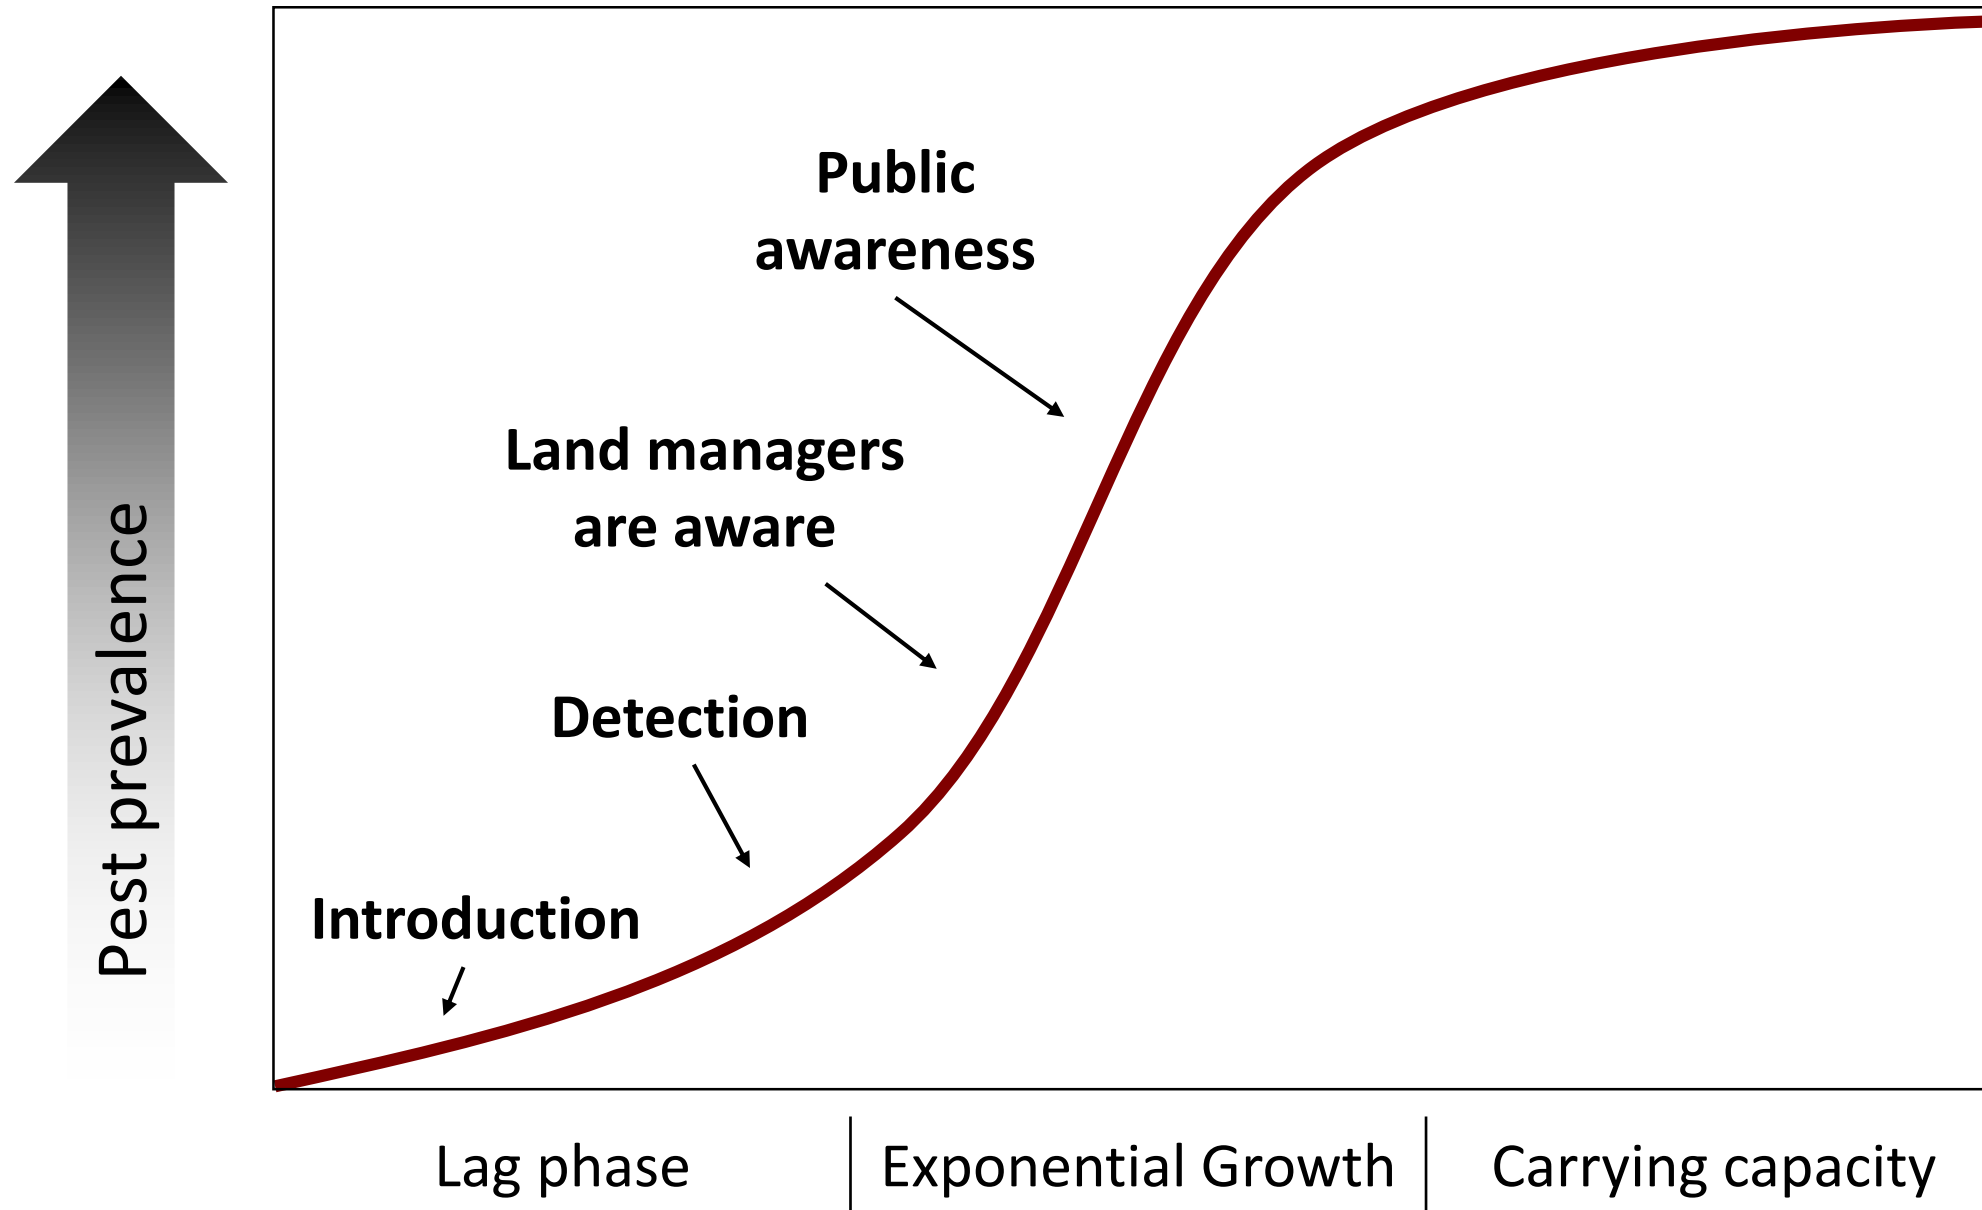 Public
awareness
Land managers
are aware
Detection
Introduction
Pest prevalence
Lag phase
Exponential Growth
Carrying capacity